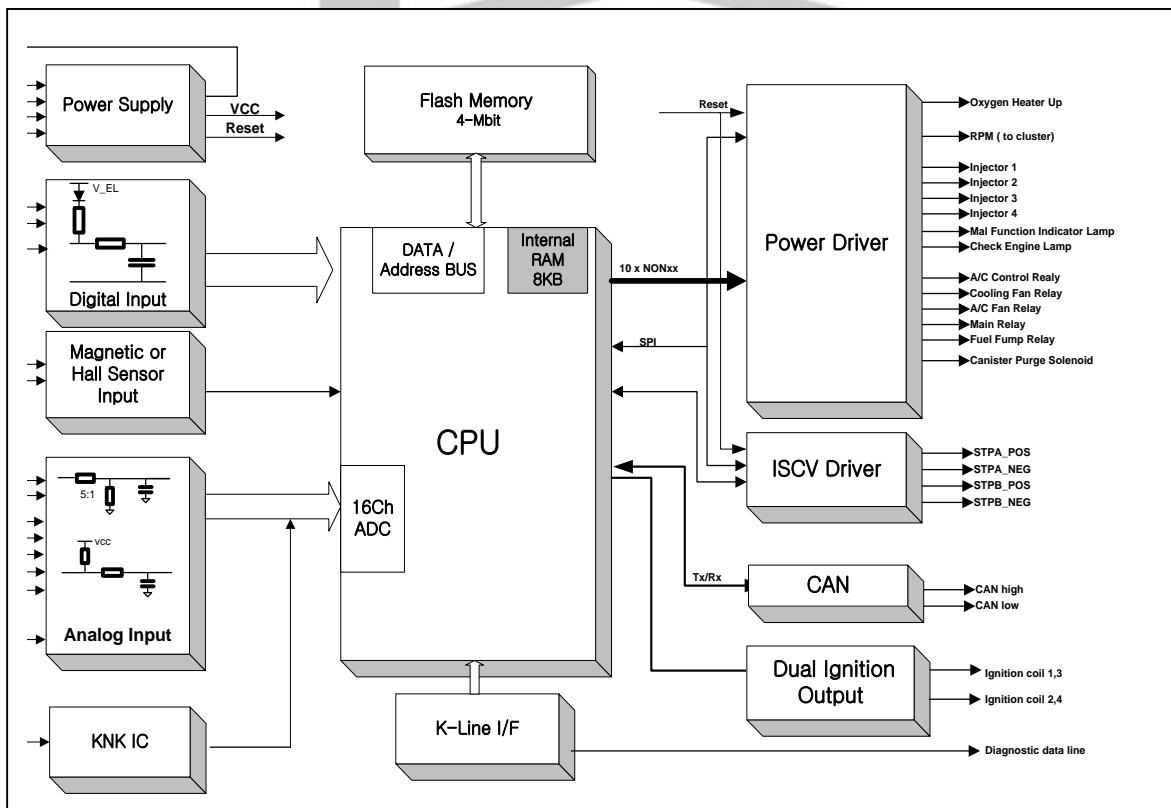 Power Supply
VCC
Reset
V_EL
Digital Input
Magnetic or
Hall Sensor
Input
5:1
vcc
Analog Input
KNK IC
Flash Memory
4-Mbit
DATA /
Address BUS
Internal
RAM
8KB
CPU
16Ch
ADC
K-Line I/F
Reset
10 x NONxx
SPI
Tx/Rx
Power Driver
ISCV Driver
CAN
Dual Ignition
Output
Oxygen Heater Up
RPM ( to cluster)
Injector 1
Injector 2
Injector 3
Injector 4
Mal Function Indicator Lamp
Check Engine Lamp
A/C Control Realy
Cooling Fan Relay
A/C Fan Relay
Main Relay
Fuel Fump Relay
Canister Purge Solenoid
STPA_POS
STPA_NEG
STPB_POS
STPB_NEG
CAN high
CAN low
Ignition coil 1,3
Ignition coil 2,4
Diagnostic data line